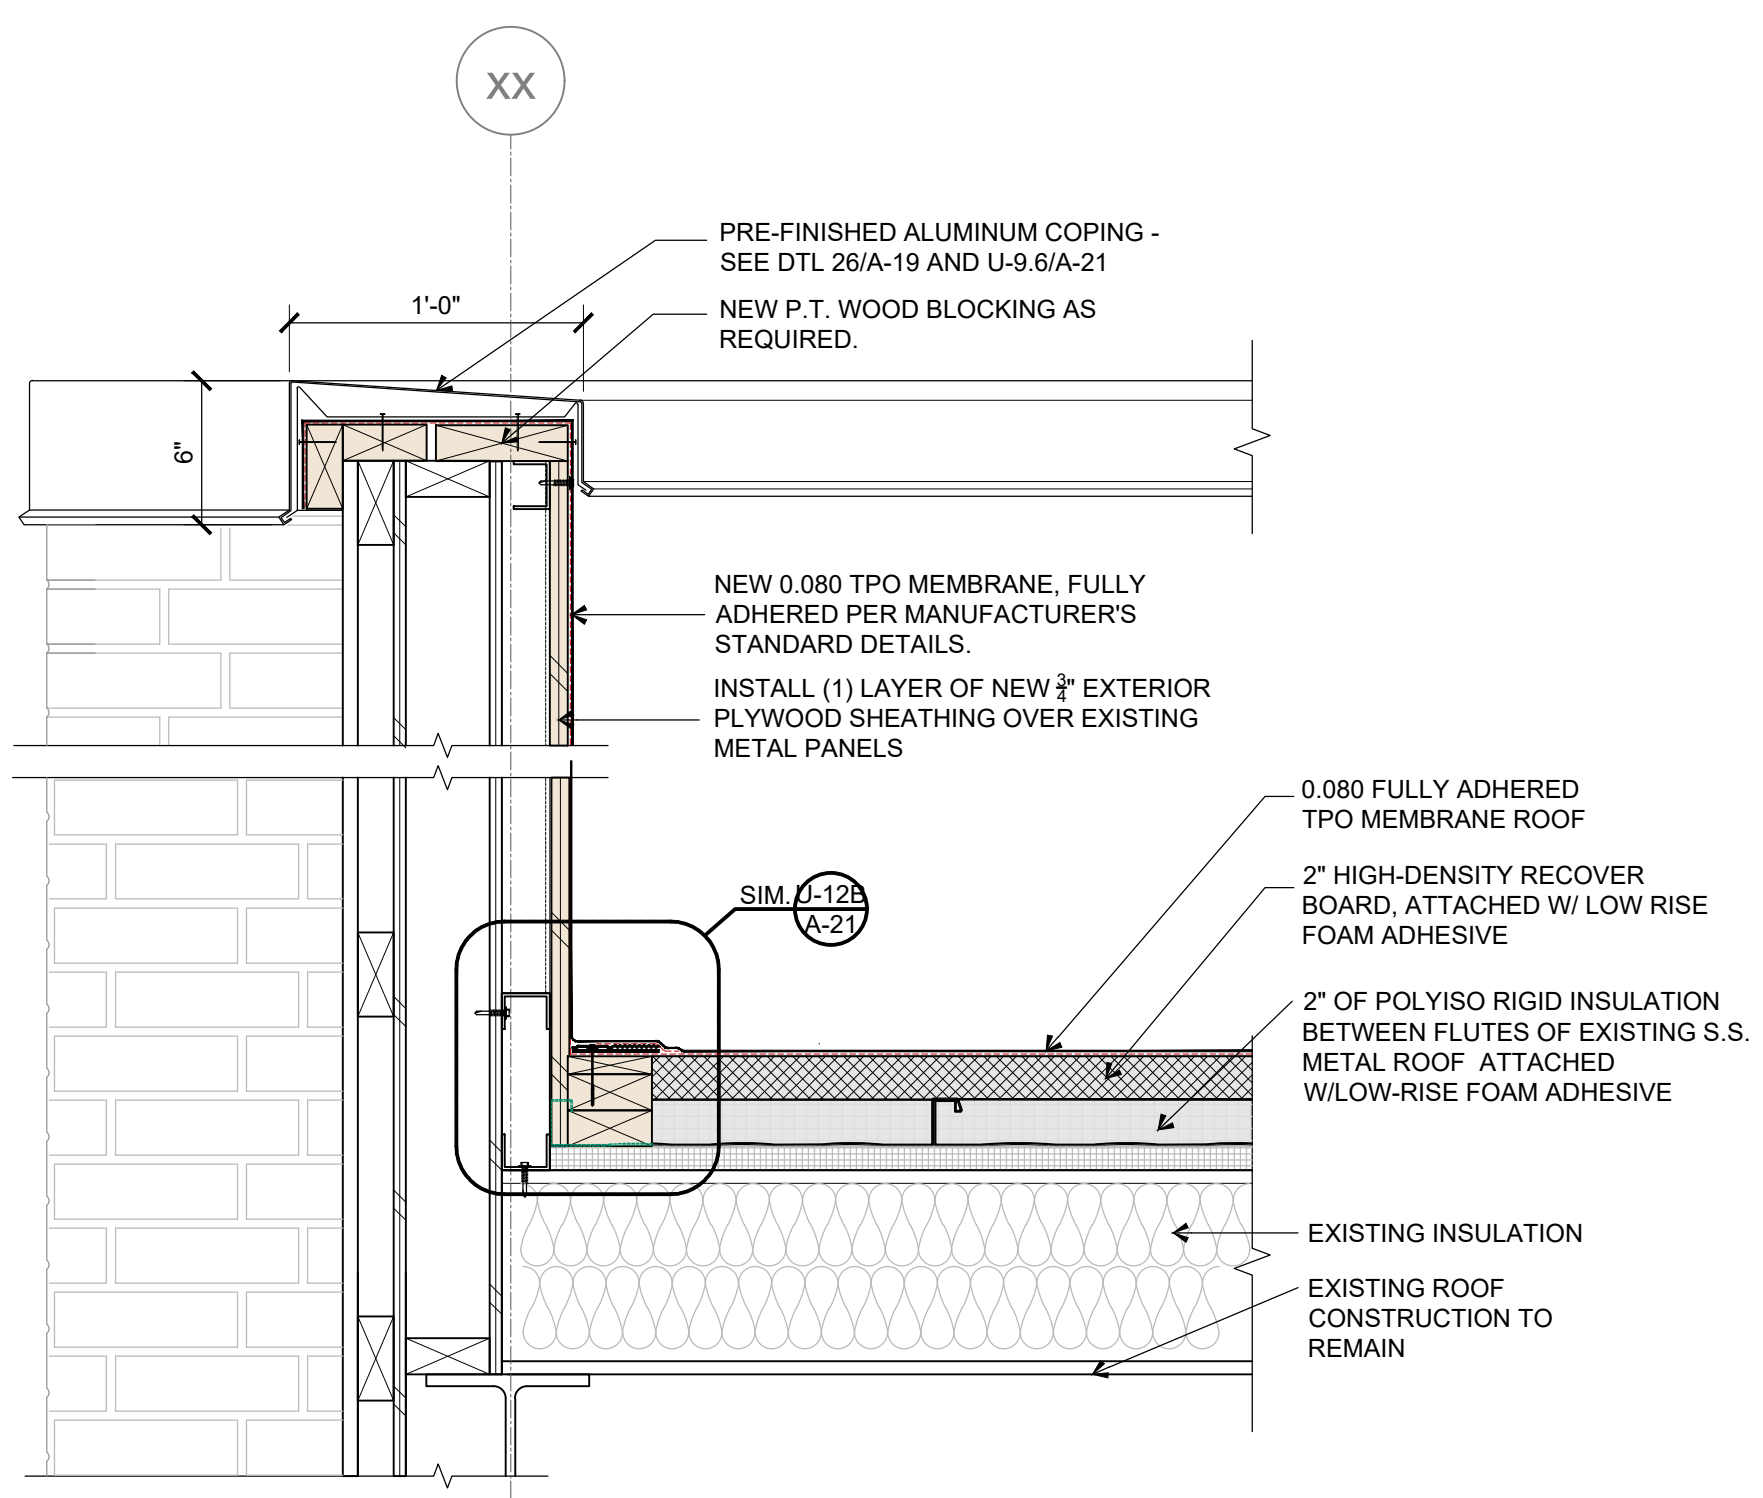 XX
PRE-FINISHED ALUMINUM COPING -
SEE DTL 26/A-19 AND U-9.6/A-21
1'-0"
NEW P.T. WOOD BLOCKING AS
REQUIRED.
6"
NEW 0.080 TPO MEMBRANE, FULLY
ADHERED PER MANUFACTURER'S
STANDARD DETAILS.
INSTALL (1) LAYER OF NEW 3/4" EXTERIOR
PLYWOOD SHEATHING OVER EXISTING
METAL PANELS
0.080 FULLY ADHERED
TPO MEMBRANE ROOF
2" HIGH-DENSITY RECOVER
BOARD, ATTACHED W/ LOW RISE
FOAM ADHESIVE
SIM. U-12B
A-21
2" OF POLYISO RIGID INSULATION
BETWEEN FLUTES OF EXISTING S.S.
METAL ROOF ATTACHED
W/LOW-RISE FOAM ADHESIVE
EXISTING INSULATION
EXISTING ROOF
CONSTRUCTION TO
REMAIN